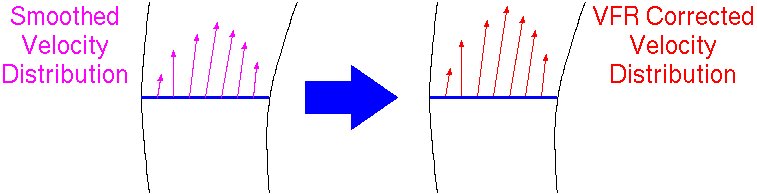 Smoothed
Velocity
Distribution
VFR Corrected
Velocity
Distribution